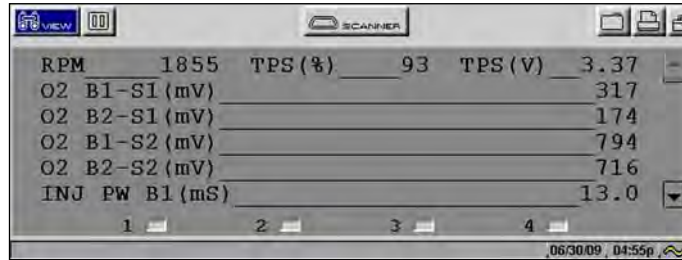 VIEW SCANNER
RPM 1855 TPS(%) 93 TPS(V) 3.37
O2 B1-S1(mV) 317
O2 B2-S1(mV) 174
O2 B1-S2(mV) 794
O2 B2-S2(mV) 716
INJ PW B1(mS) 13.0
1 2 3 4
06/30/09 04:55p